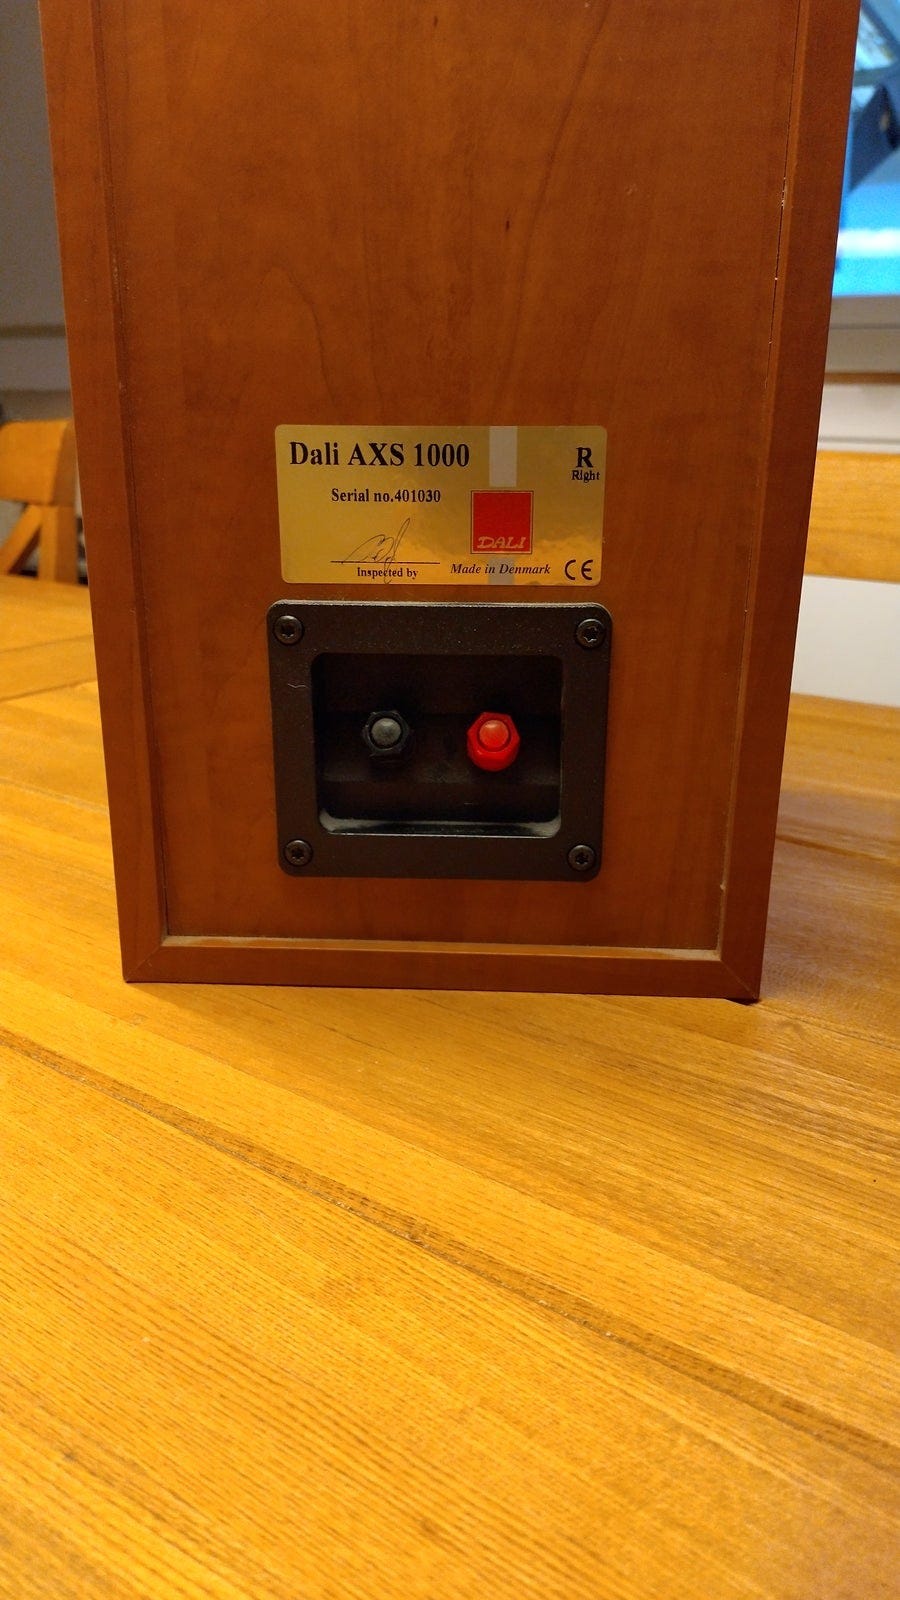 Dali AXS 1000
R
Right
Serial no.401030
DALI
Inspected by
Made in Denmark
CE